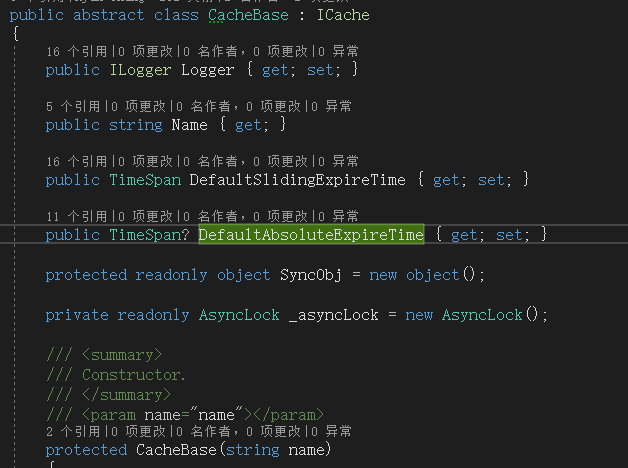 public abstract class CacheBase : ICache
{
16 个引用|0 项更改|0 名作者，0 项更改|0 异常
public ILogger Logger { get; set; }
5 个引用|0 项更改|0 名作者，0 项更改|0 异常
public string Name { get; }
16 个引用|0 项更改|0 名作者，0 项更改|0 异常
public TimeSpan DefaultSlidingExpireTime { get; set; }
11 个引用|0 项更改|0 名作者，0 项更改|0 异常
public TimeSpan? DefaultAbsoluteExpireTime { get; set; }
protected readonly object SyncObj = new object();
private readonly AsyncLock _asyncLock = new AsyncLock();
/// <summary>
/// Constructor.
/// </summary>
/// <param name="name"></param>
2 个引用|0 项更改|0 名作者，0 项更改|0 异常
protected CacheBase(string name)